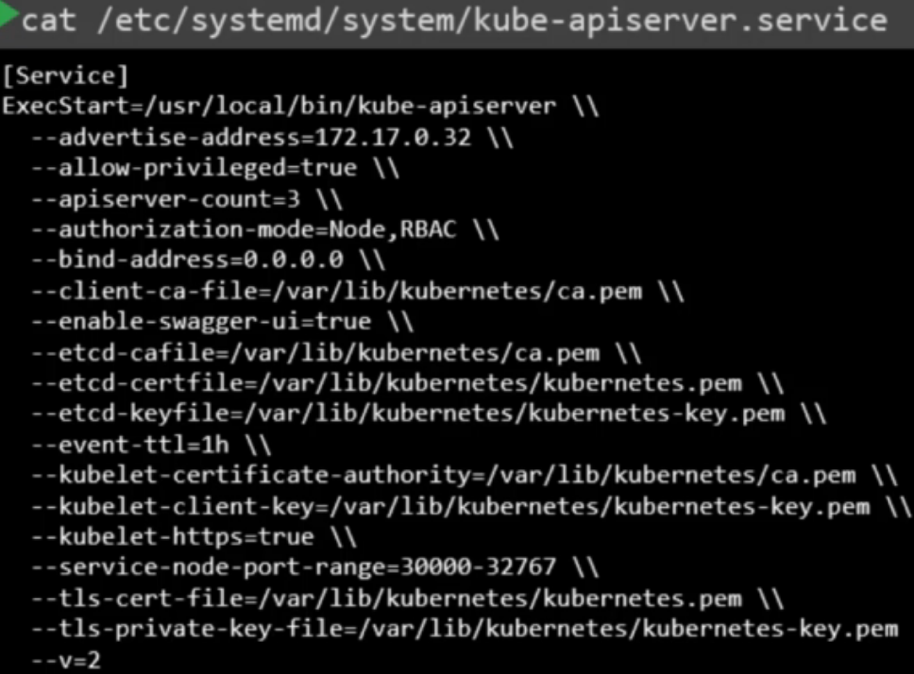 cat /etc/systemd/system/kube-apiserver.service
[Service]
ExecStart=/usr/local/bin/kube-apiserver \\
  --advertise-address=172.17.0.32 \\
  --allow-privileged=true \\
  --apiserver-count=3 \\
  --authorization-mode=Node,RBAC \\
  --bind-address=0.0.0.0 \\
  --client-ca-file=/var/lib/kubernetes/ca.pem \\
  --enable-swagger-ui=true \\
  --etcd-cafile=/var/lib/kubernetes/ca.pem \\
  --etcd-certfile=/var/lib/kubernetes/kubernetes.pem \\
  --etcd-keyfile=/var/lib/kubernetes/kubernetes-key.pem \\
  --event-ttl=1h \\
  --kubelet-certificate-authority=/var/lib/kubernetes/ca.pem \\
  --kubelet-client-key=/var/lib/kubernetes/kubernetes-key.pem \\
  --kubelet-https=true \\
  --service-node-port-range=30000-32767 \\
  --tls-cert-file=/var/lib/kubernetes/kubernetes.pem \\
  --tls-private-key-file=/var/lib/kubernetes/kubernetes-key.pem
  --v=2